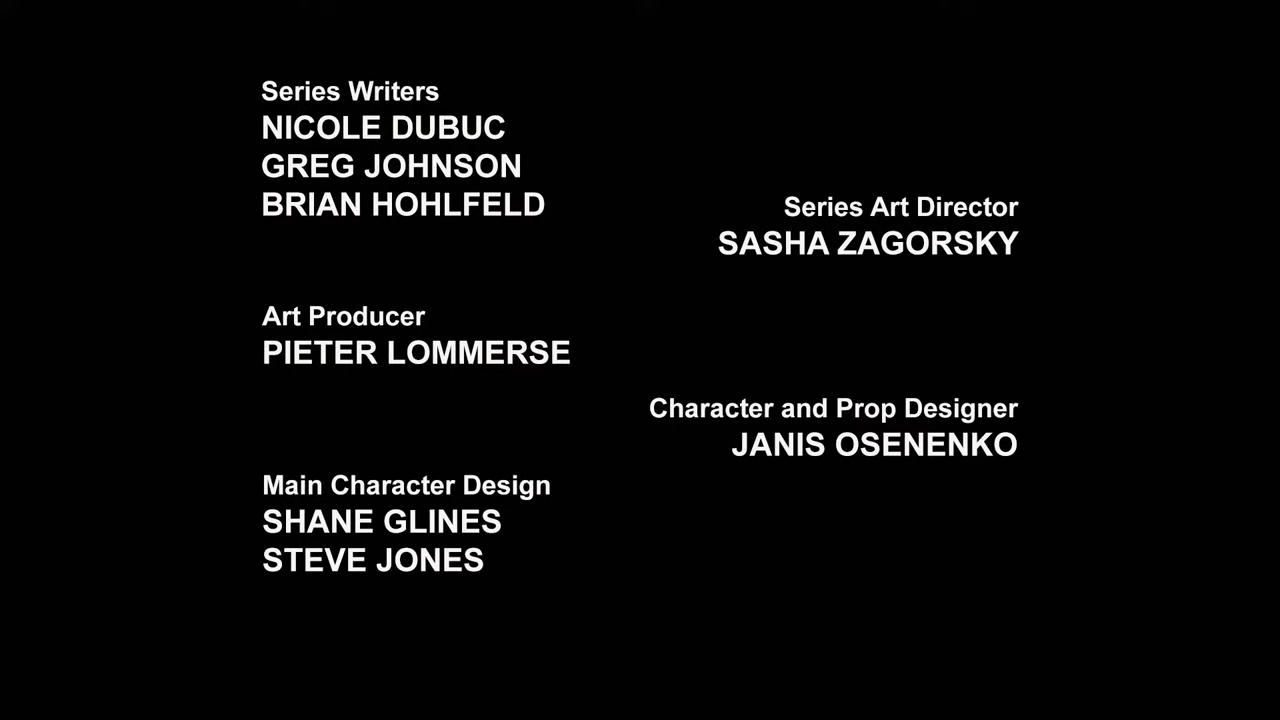 Series Writers
NICOLE DUBUC
GREG JOHNSON
BRIAN HOHLFELD
Series Art Director
SASHA ZAGORSKY
Art Producer
PIETER LOMMERSE
Character and Prop Designer
JANIS OSENENKO
Main Character Design
SHANE GLINES
STEVE JONES